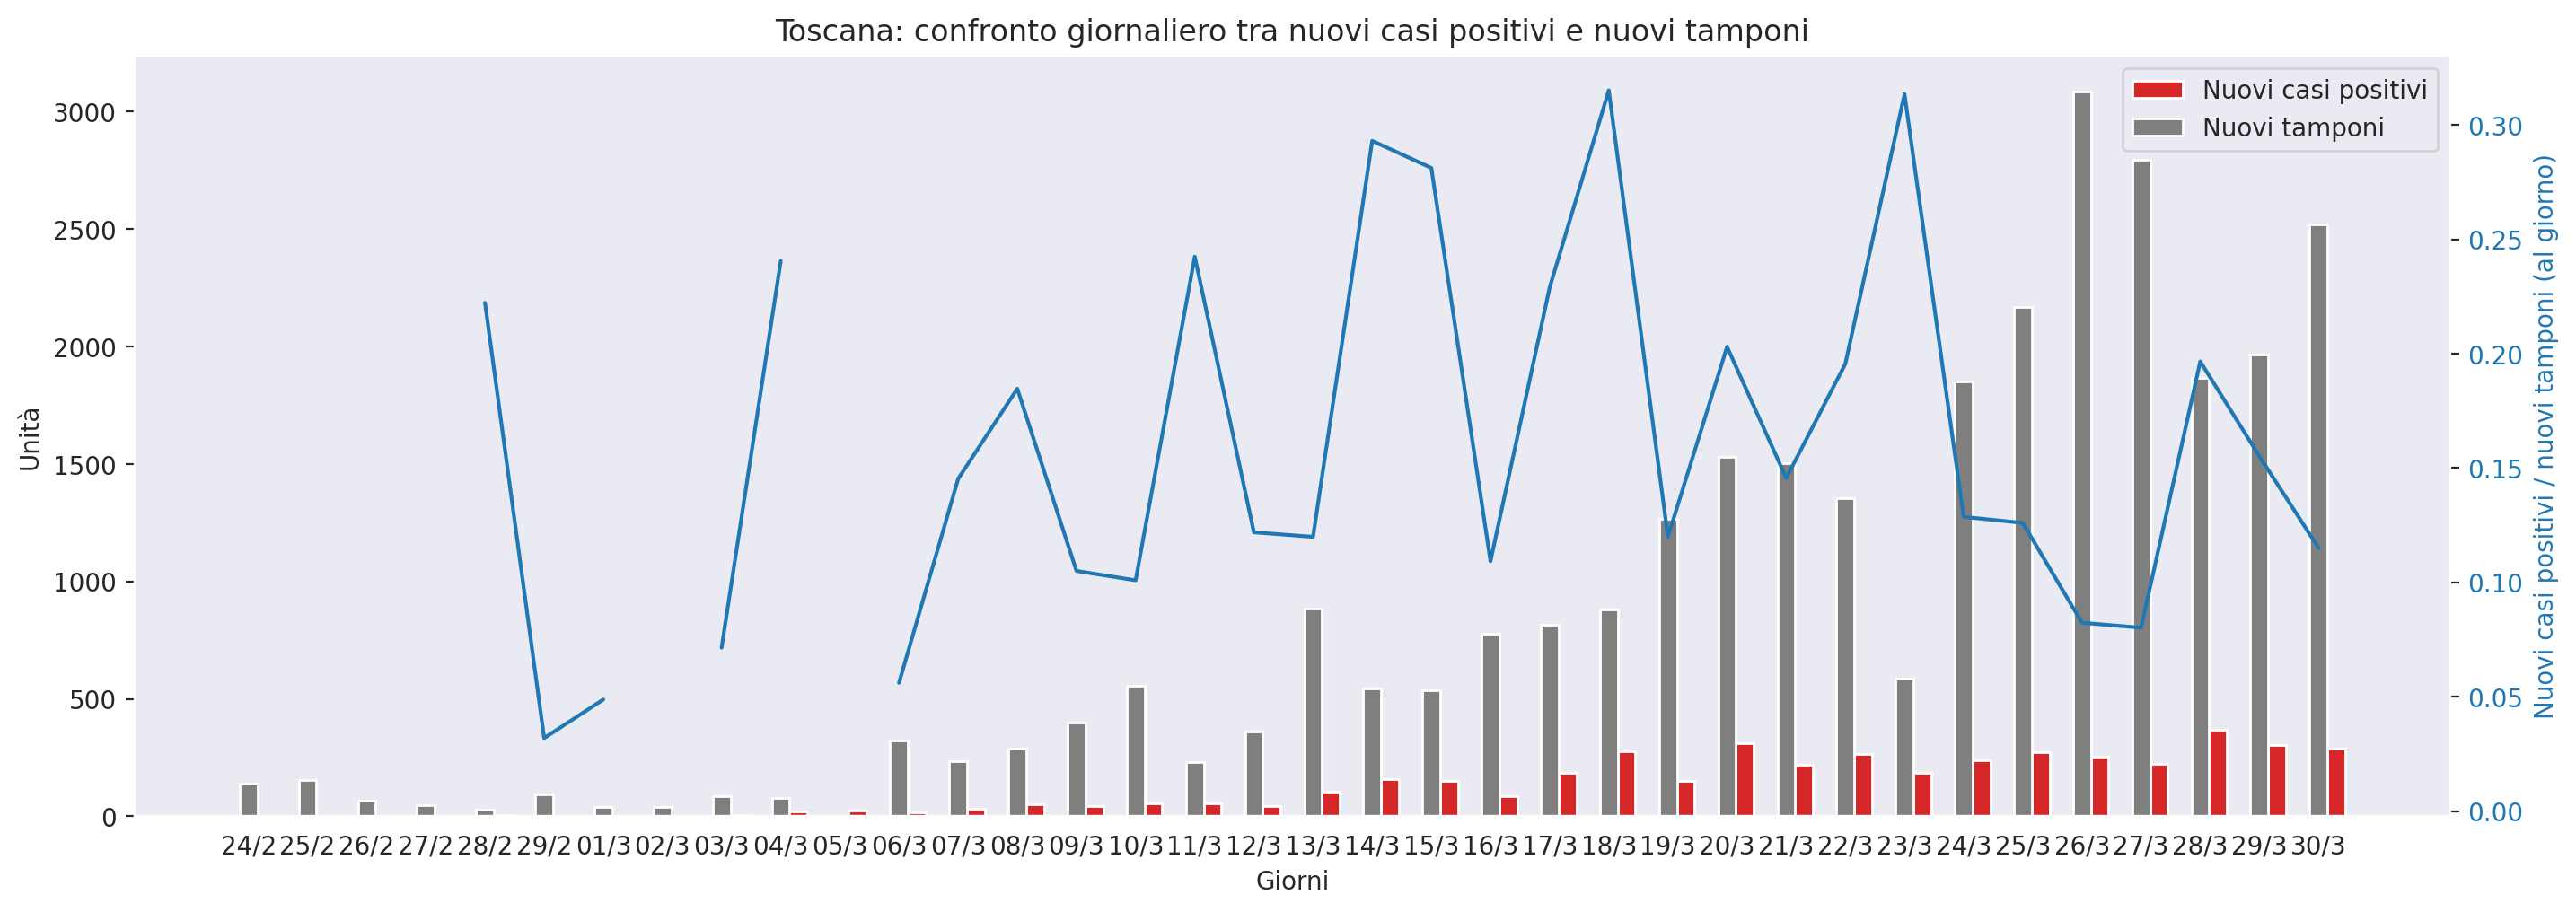 Toscana: confronto giornaliero tra nuovi casi positivi e nuovi tamponi
Nuovi casi positivi
Nuovi tamponi
3000
2500
2000
1500
1000
500
0
Unità
0.30
0.25
0.20
0.15
0.10
0.05
0.00
Nuovi casi positivi / nuovi tamponi (al giorno)
24/2 25/2 26/2 27/2 28/2 29/2 01/3 02/3 03/3 04/3 05/3 06/3 07/3 08/3 09/3 10/3 11/3 12/3 13/3 14/3 15/3 16/3 17/3 18/3 19/3 20/3 21/3 22/3 23/3 24/3 25/3 26/3 27/3 28/3 29/3 30/3
Giorni